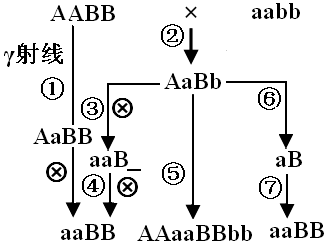 AABB × aabb
γ射线 ②
①
AaBb
③ ⊗ ⑥
AaBB
aaB_ aB
⊗ ④ ⊗ ⑤ ⑦
aaBB AAaaBBbb aaBB